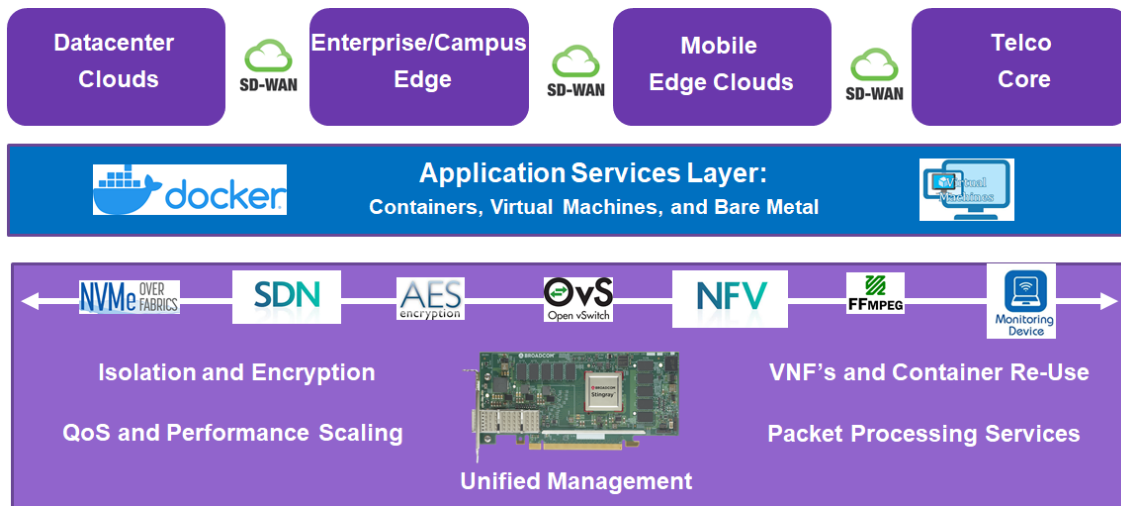 Datacenter
Clouds
SD-WAN
Enterprise/Campus
Edge
SD-WAN
Mobile
Edge Clouds
SD-WAN
Telco
Core
docker
Application Services Layer:
Containers, Virtual Machines, and Bare Metal
Virtual
Machines
NVMe OVER
FABRICS
SDN
AES
encryption
OvS
Open vSwitch
NFV
FFMPEG
Monitoring
Device
Isolation and Encryption
BROADCOM
BROADCOM
Stingray
VNF's and Container Re-Use
QoS and Performance Scaling
Packet Processing Services
Unified Management